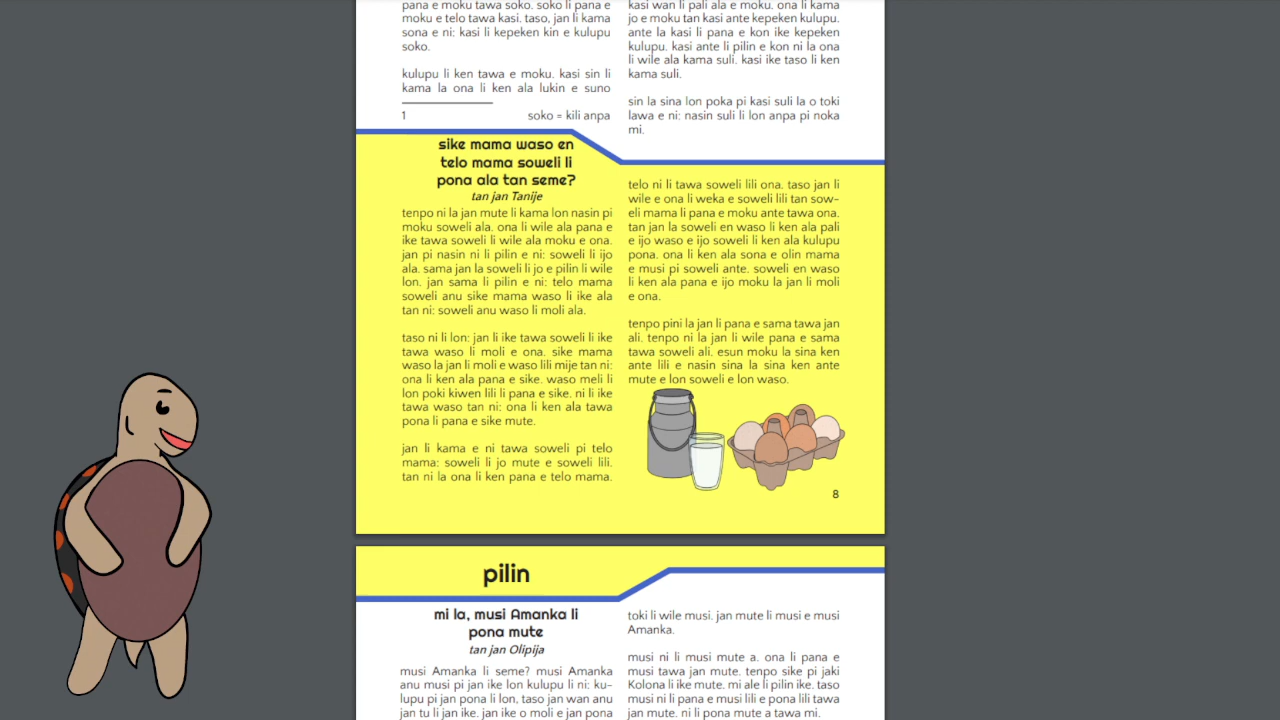 pana e moku tawa soko. soko li pana e
moku e telo tawa kasi. taso, jan li kama
sona e ni: kasi li kepeken kin e kulupu
soko.
kulupu li ken tawa e moku. kasi sin li
kama la ona li ken ala lukin e suno
1 soko = kili anpa
kasi wan li pali ala e moku. ona li kama
jo e moku tan kasi ante kepeken kulupu.
ante la kasi li pana e kon ike kepeken
kulupu. kasi ante li pilin e kon ni la ona
li wile ala kama suli. kasi ike taso li ken
kama suli.
sin la sina lon poka pi kasi suli la o toki
lawa e ni: nasin suli li lon anpa pi noka
mi.
sike mama waso en
telo mama soweli li
pona ala tan seme?
tan jan Tanije
tenpo ni la jan mute li kama lon nasin pi
moku soweli ala. ona li wile ala pana e
ike tawa soweli li wile ala moku e ona.
jan pi nasin ni li pilin e ni: soweli li ijo
ala. sama jan la soweli li jo e pilin li wile
lon. jan sama li pilin e ni: telo mama
soweli anu sike mama waso li ike ala
tan ni: soweli anu waso li moli ala.
taso ni li lon: jan li ike tawa soweli li ike
tawa waso li moli e ona. sike mama
waso la jan li moli e waso lili mije tan ni:
ona li ken ala pana e sike. waso meli li
lon poki kiwen lili li pana e sike. ni li ike
tawa waso tan ni: ona li ken ala tawa
pona li pana e sike mute.
jan li kama e ni tawa soweli pi telo
mama: soweli li jo mute e soweli lili.
tan ni la ona li ken pana e telo mama.
telo ni li tawa soweli lili ona. taso jan li
wile e ona li weka e soweli lili tan sow-
eli mama li pana e moku ante tawa ona.
tan jan la soweli en waso li ken ala pali
e ijo waso e ijo soweli li ken ala kulupu
pona. ona li ken ala sona e olin mama
e musi pi soweli ante. soweli en waso
li ken ala pana e ijo moku la jan li moli
e ona.
tenpo pini la jan li pana e sama tawa jan
ali. tenpo ni la jan li wile pana e sama
tawa soweli ali. esun moku la sina ken
ante lili e nasin sina la sina ken ante
mute e lon soweli e lon waso.
8
pilin
mi la, musi Amanka li
pona mute
tan jan Olipija
musi Amanka li seme? musi Amanka
anu musi pi jan ike lon kulupu li ni: ku-
lupu pi jan pona li lon, taso jan wan anu
jan tu li jan ike. jan ike o moli e jan pona
toki li wile musi. jan mute li musi e musi
Amanka.
musi ni li musi mute a. ona li pana e
musi tawa jan mute. tenpo sike pi jaki
Kolona li ike mute. mi ale li pilin ike. taso
musi ni li pana e musi lili e pona lili tawa
jan mute. ni li pona mute a tawa mi.